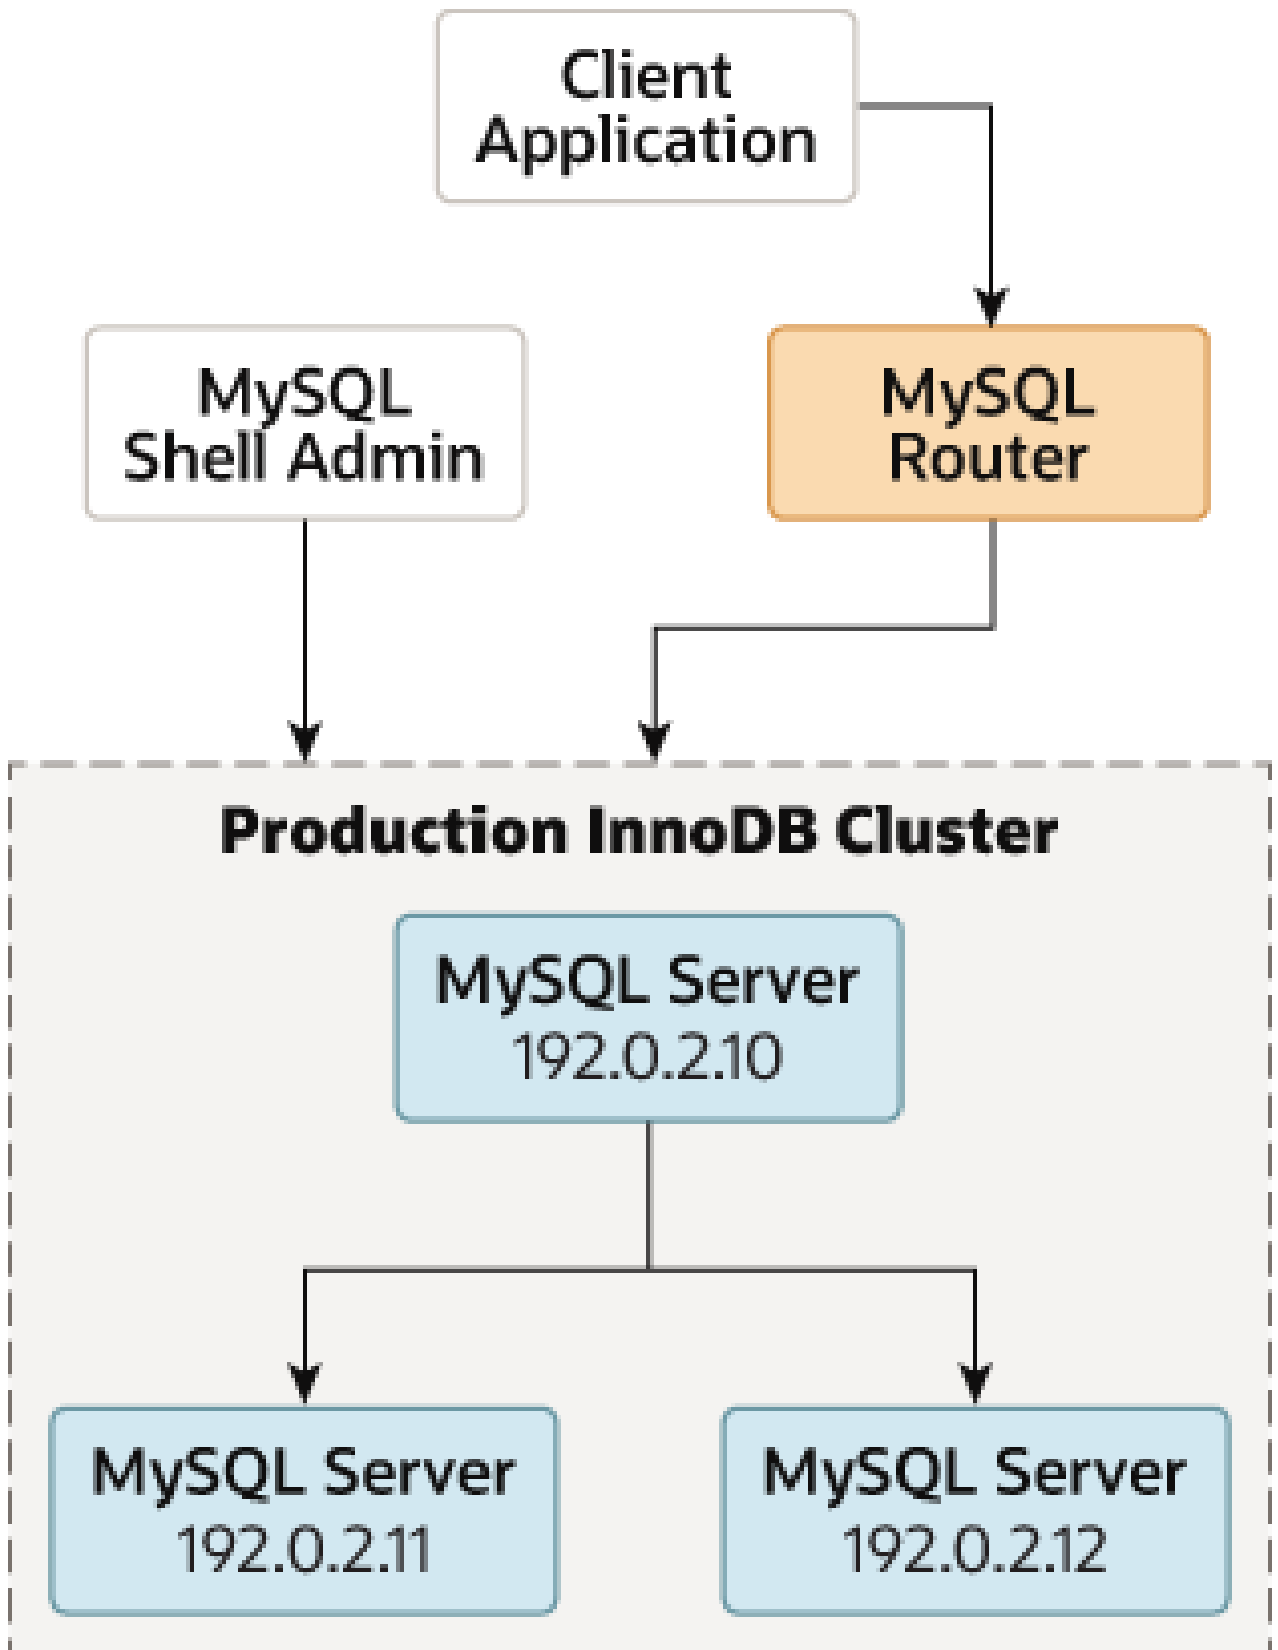 Client
Application
MySQL
Shell Admin
MySQL
Router
Production InnoDB Cluster
MySQL Server
192.0.2.10
MySQL Server
192.0.2.11
MySQL Server
192.0.2.12